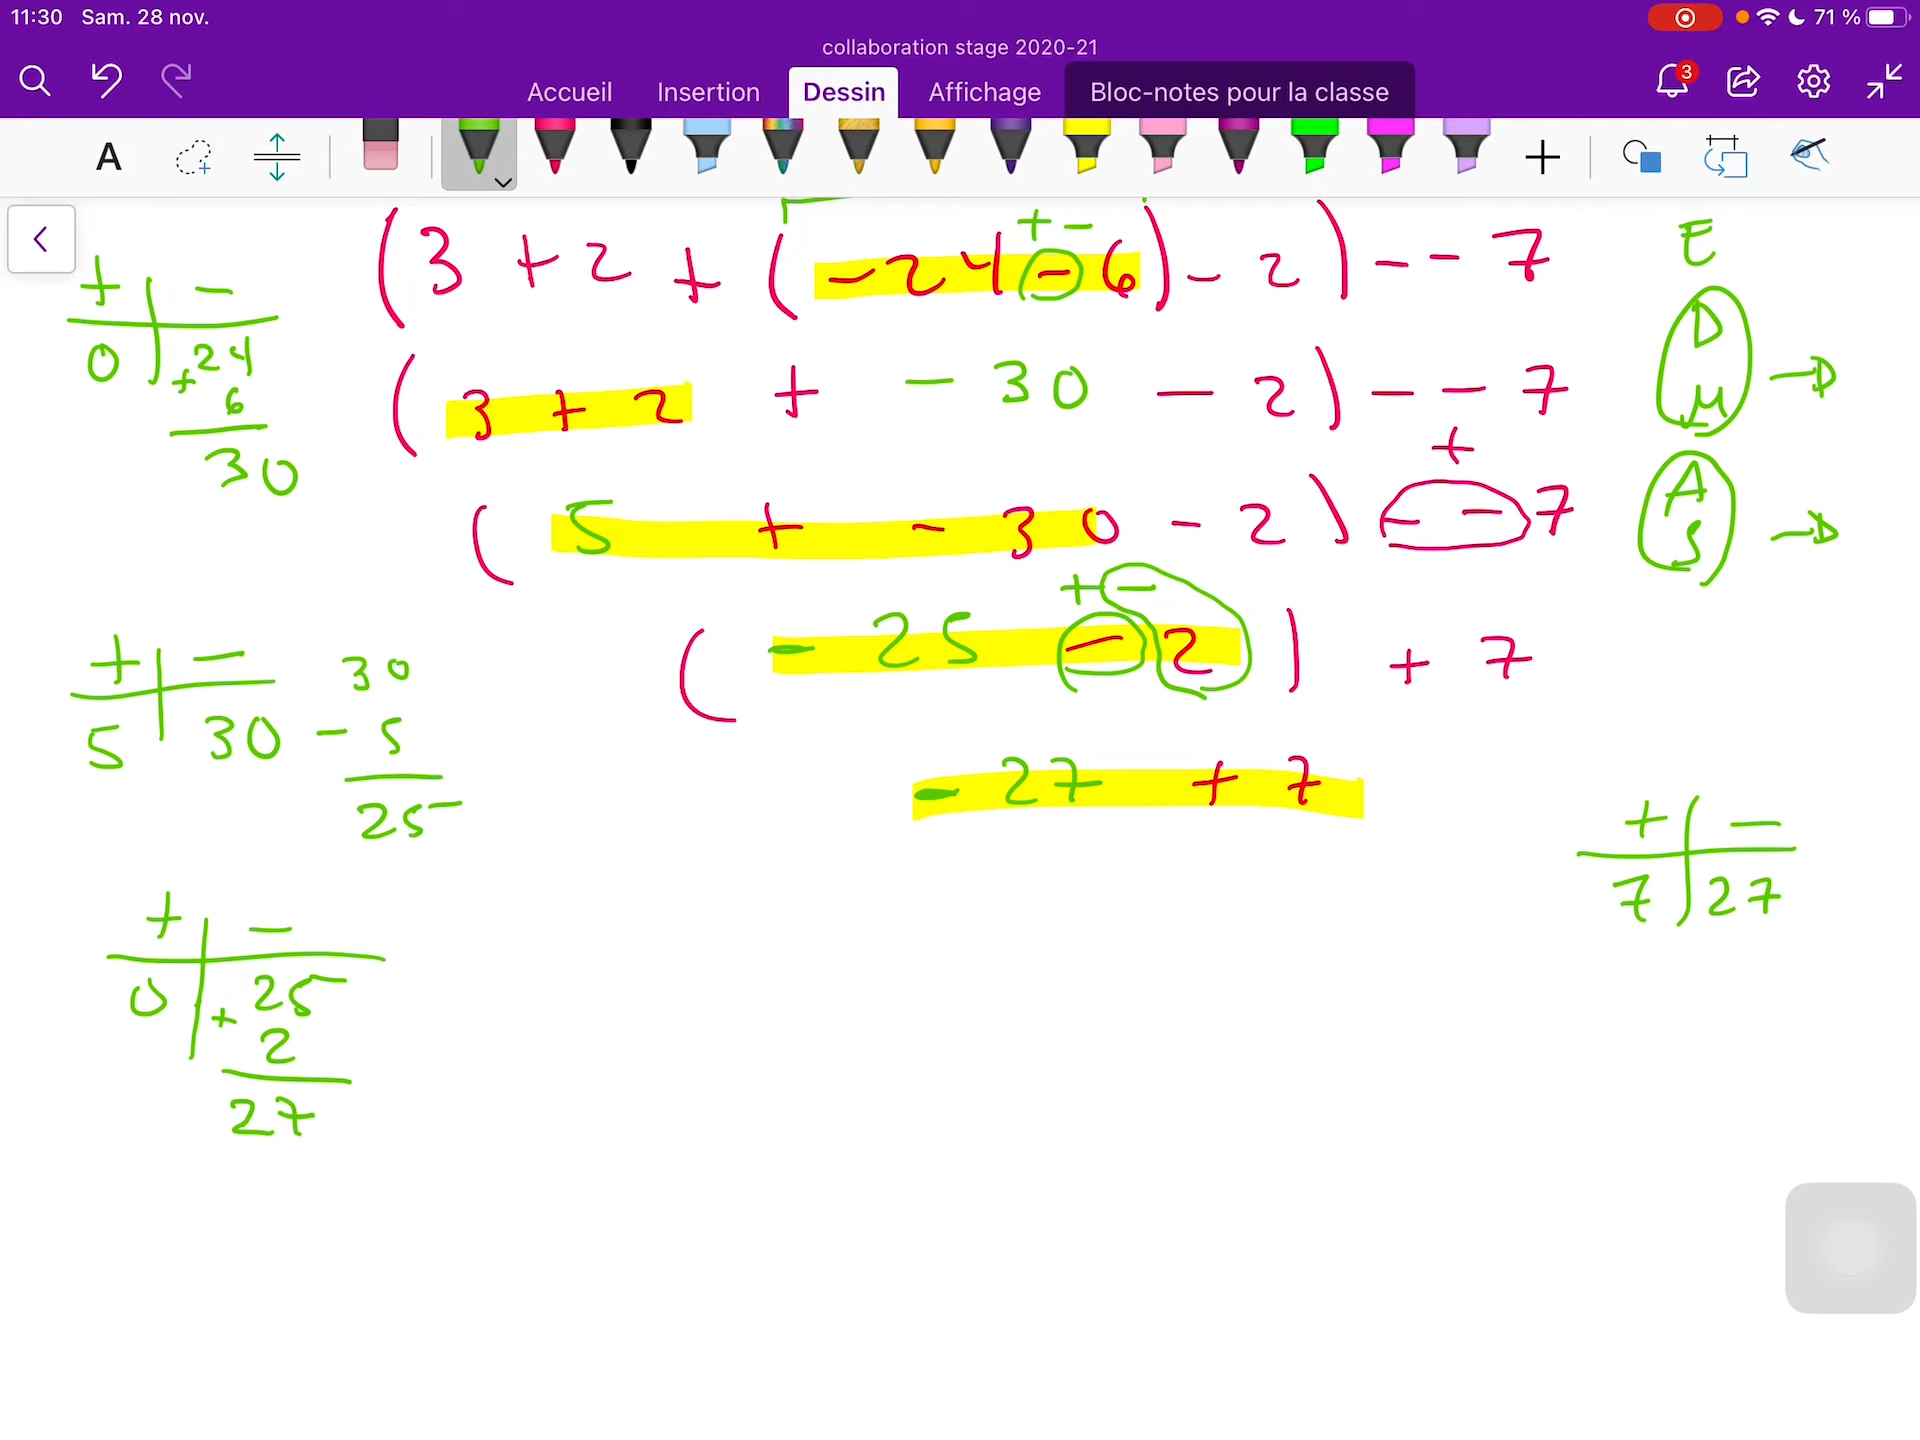 11:30 Sam. 28 nov.
71 %
collaboration stage 2020-21
Accueil Insertion Dessin Affichage Bloc-notes pour la classe
3
A
+ -
(3 + 2 + (-24 - 6) - 2) - - 7
E
D
M
A
S
+ -
0 24
+ 6
30
(3 + 2 + - 30 - 2) - - 7
+
(5 + - 30 - 2) - - 7
+ -
(- 25 - 2) + 7
+ -
5 30
30
- 5
25
- 27 + 7
+ -
7 27
+ -
0 25
+ 2
27